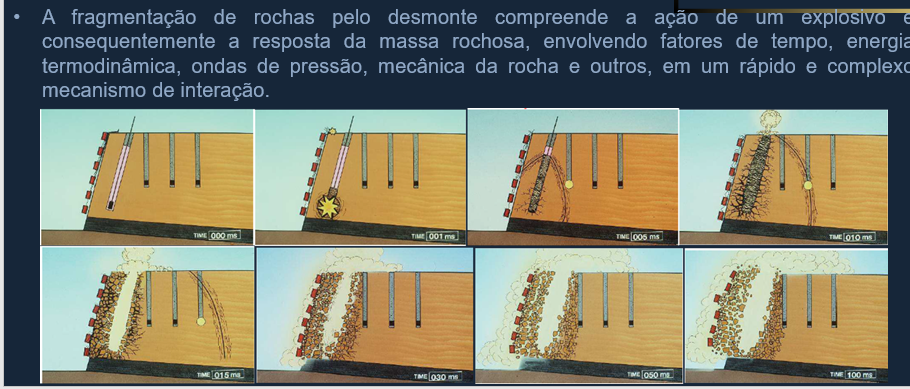 • A fragmentação de rochas pelo desmonte compreende a ação de um explosivo e
consequentemente a resposta da massa rochosa, envolvendo fatores de tempo, energia
termodinâmica, ondas de pressão, mecânica da rocha e outros, em um rápido e complexo
mecanismo de interação.
TIME 000 ms
TIME 001 ms
TIME 005 ms
TIME 010 ms
TIME 015 ms
TIME 030 ms
TIME 050 ms
TIME 100 ms